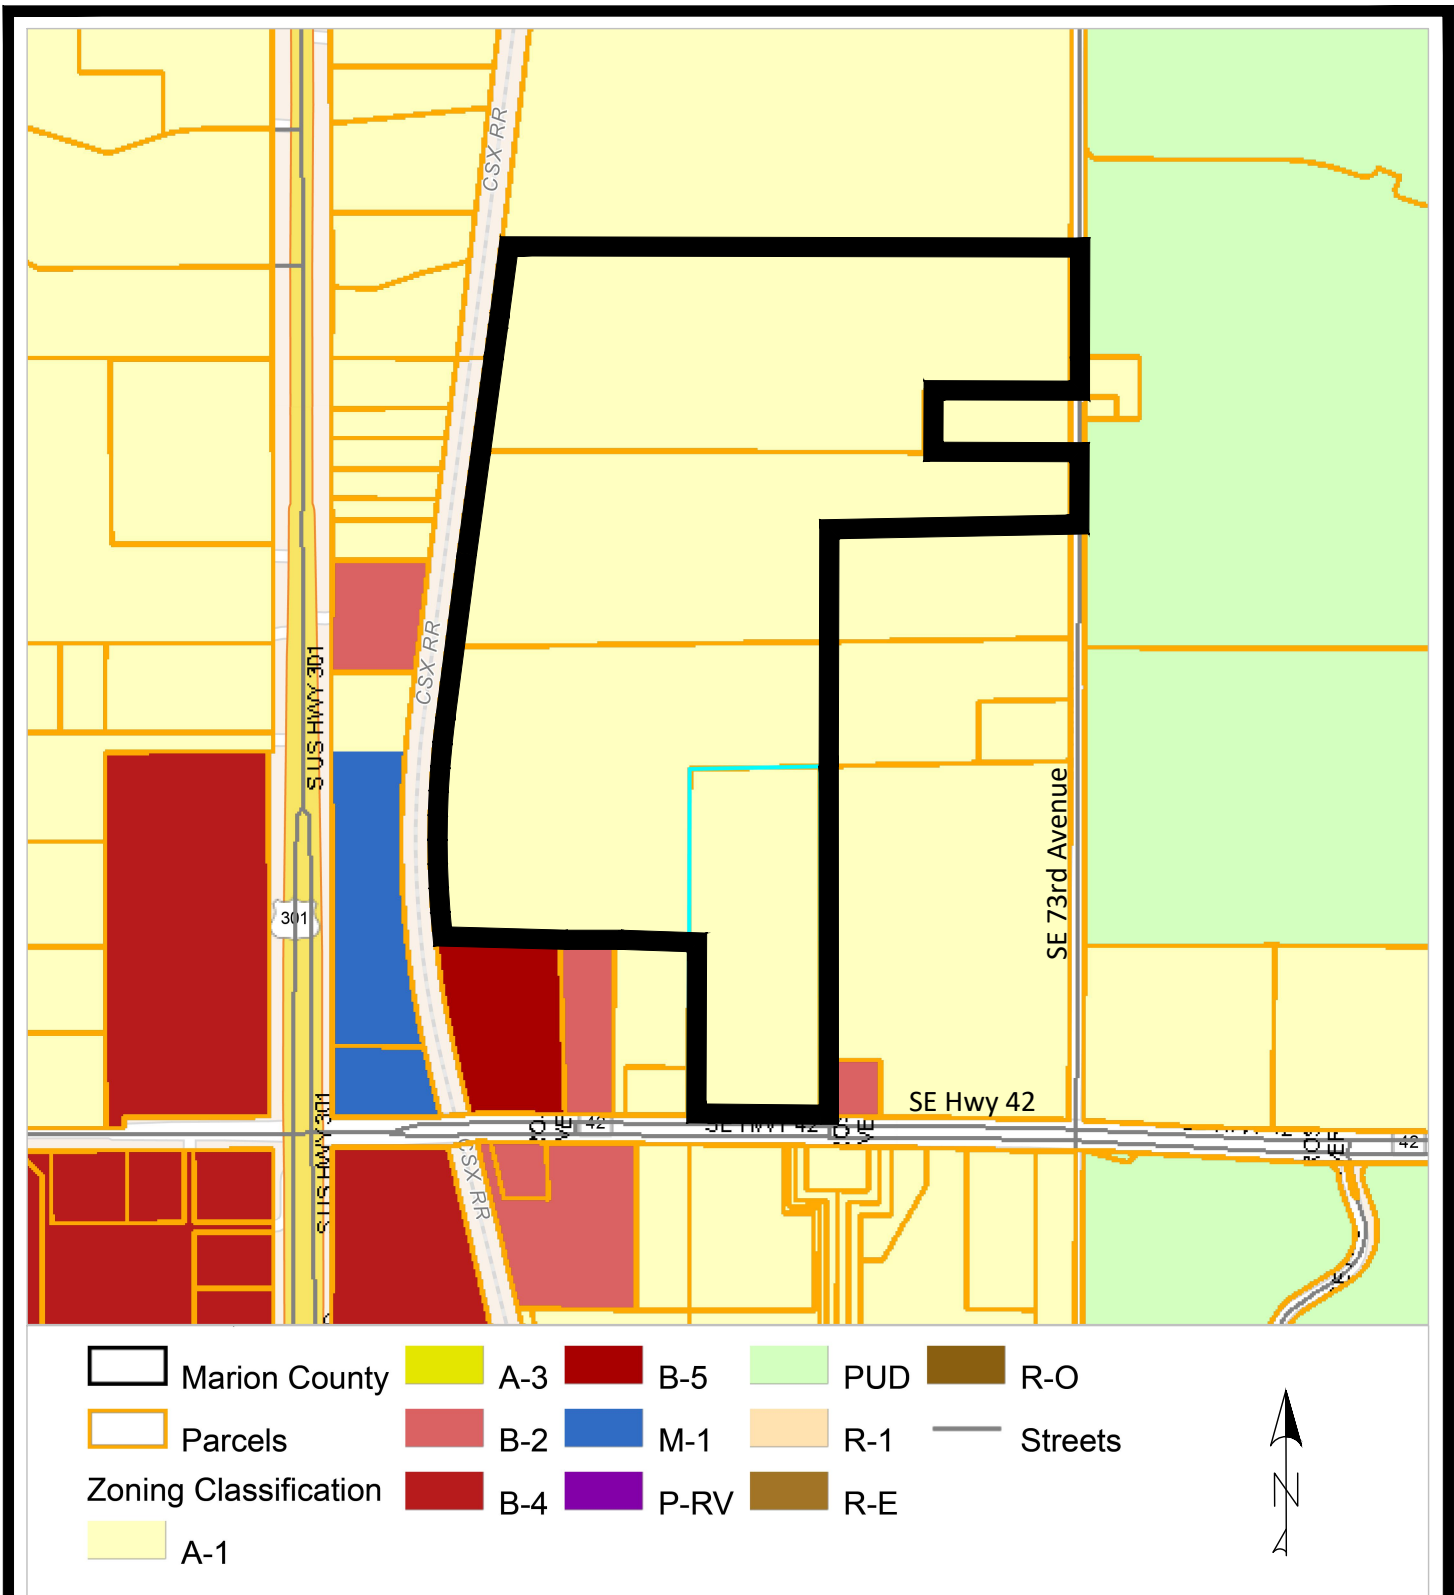 CSX RR
CSX RR
S US HWY 301
301
SE 73rd Avenue
SE Hwy 42
42
SE HWY 42
42
S US HWY 301
CSX RR
Marion County
Parcels
Zoning Classification
A-1
A-3
B-2
B-4
B-5
M-1
P-RV
PUD
R-1
R-E
R-O
Streets
N